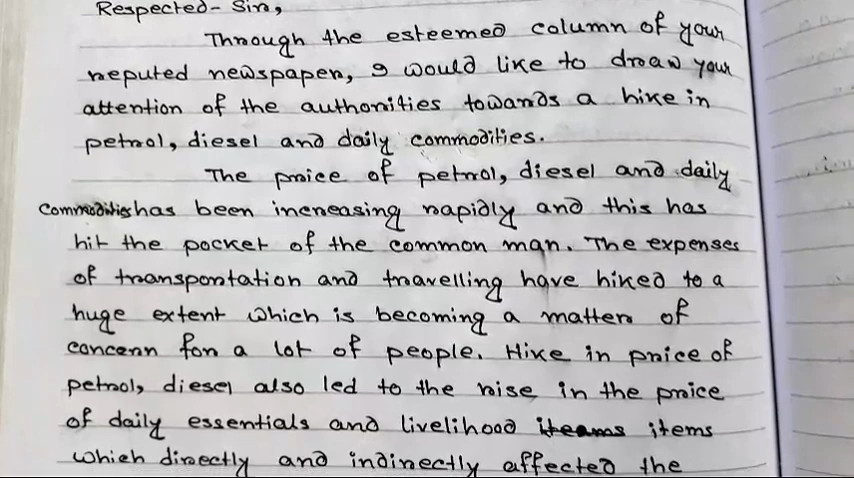 Respected- Sir,
Through the esteemed column of your
reputed newspaper, I would like to draw your
attention of the authorities towards a hike in
petrol, diesel and daily commodities.
The price of petrol, diesel and daily
Commodities has been increasing rapidly and this has
hit the pocket of the common man. The expenses
of transportation and travelling have hiked to a
huge extent which is becoming a matter of
concern for a lot of people. Hike in price of
petrol, diesel also led to the rise in the price
of daily essentials and livelihood iteams items
which directly and indirectly affected the